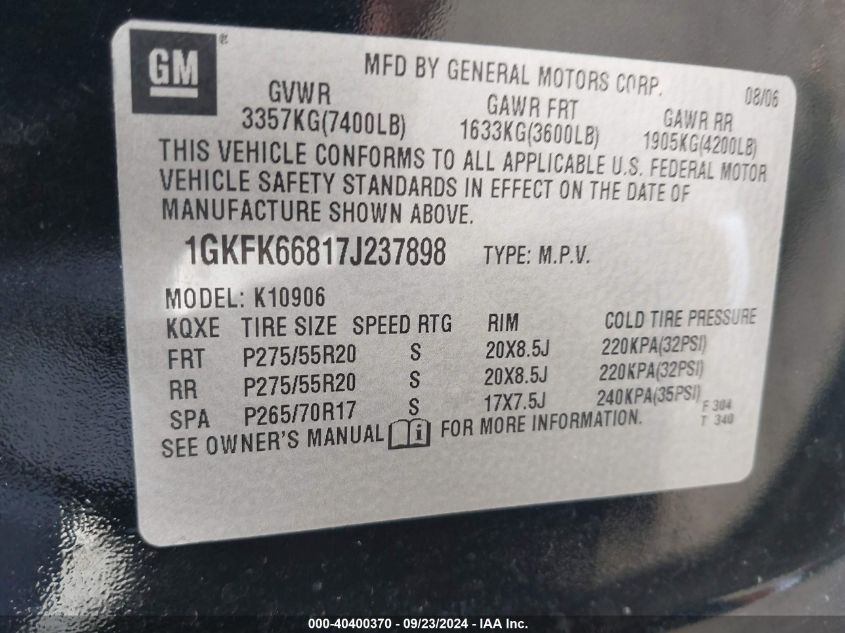 GM®
MFD BY GENERAL MOTORS CORP.
08/06
GVWR GAWR FRT GAWR RR
3357KG(7400LB) 1633KG(3600LB) 1905KG(4200LB)
THIS VEHICLE CONFORMS TO ALL APPLICABLE U.S. FEDERAL MOTOR
VEHICLE SAFETY STANDARDS IN EFFECT ON THE DATE OF
MANUFACTURE SHOWN ABOVE.
1GKFK66817J237898 TYPE: M.P.V.
MODEL: K10906
KQXE TIRE SIZE SPEED RTG RIM COLD TIRE PRESSURE
FRT P275/55R20 S 20X8.5J 220KPA(32PSI)
RR P275/55R20 S 20X8.5J 220KPA(32PSI)
SPA P265/70R17 S 17X7.5J 240KPA(35PSI)
F 304
T 340
SEE OWNER'S MANUAL i FOR MORE INFORMATION.
000-40400370 - 09/23/2024 - IAA Inc.